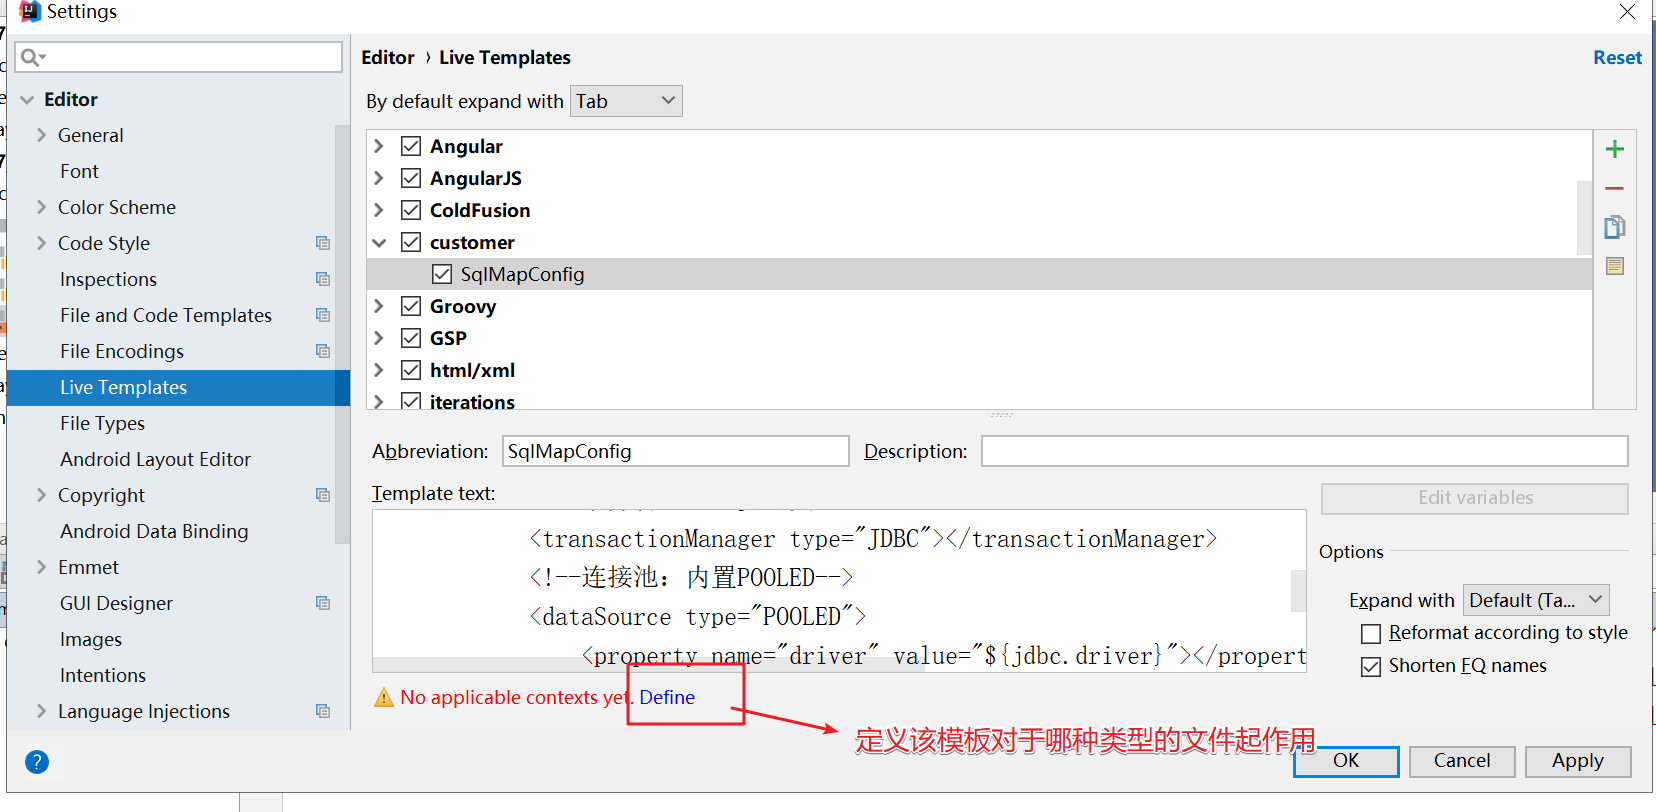 Settings
Editor › Live Templates
Reset
By default expand with Tab
Editor
General
Font
Color Scheme
Code Style
Inspections
File and Code Templates
File Encodings
Live Templates
File Types
Android Layout Editor
Copyright
Android Data Binding
Emmet
GUI Designer
Images
Intentions
Language Injections
Angular
AngularJS
ColdFusion
customer
SqlMapConfig
Groovy
GSP
html/xml
iterations
Abbreviation: SqlMapConfig Description:
Template text:
<transactionManager type="JDBC"></transactionManager>
<!--连接池：内置POOLED-->
<dataSource type="POOLED">
<property name="driver" value="${jdbc.driver}"></propert
Edit variables
Options
Expand with Default (Ta...
Reformat according to style
Shorten FQ names
No applicable contexts yet. Define
定义该模板对于哪种类型的文件起作用
OK Cancel Apply